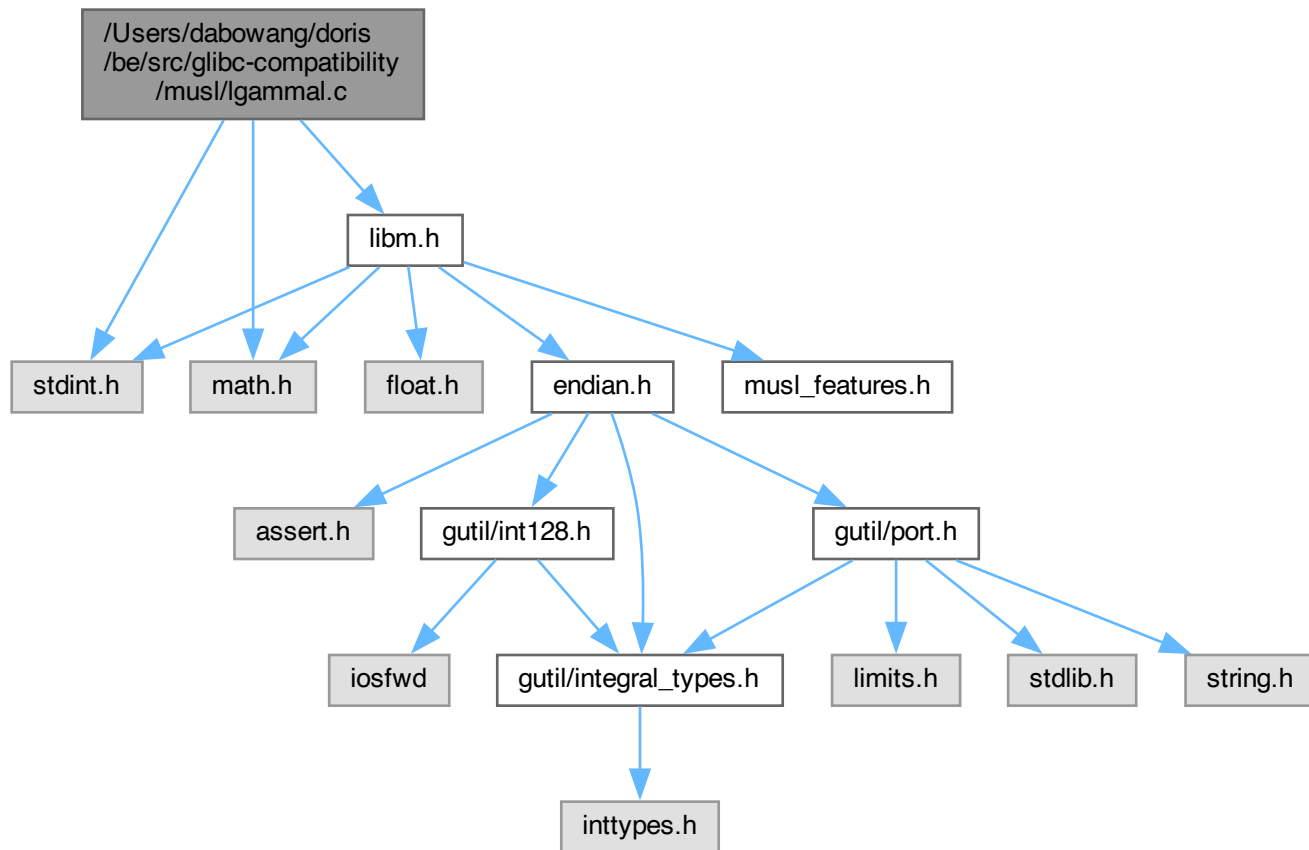 /Users/dabowang/doris
/be/src/glibc-compatibility
/musl/lgammal.c
libm.h
stdint.h
math.h
float.h
endian.h
musl_features.h
assert.h
gutil/int128.h
gutil/port.h
iosfwd
gutil/integral_types.h
limits.h
stdlib.h
string.h
inttypes.h